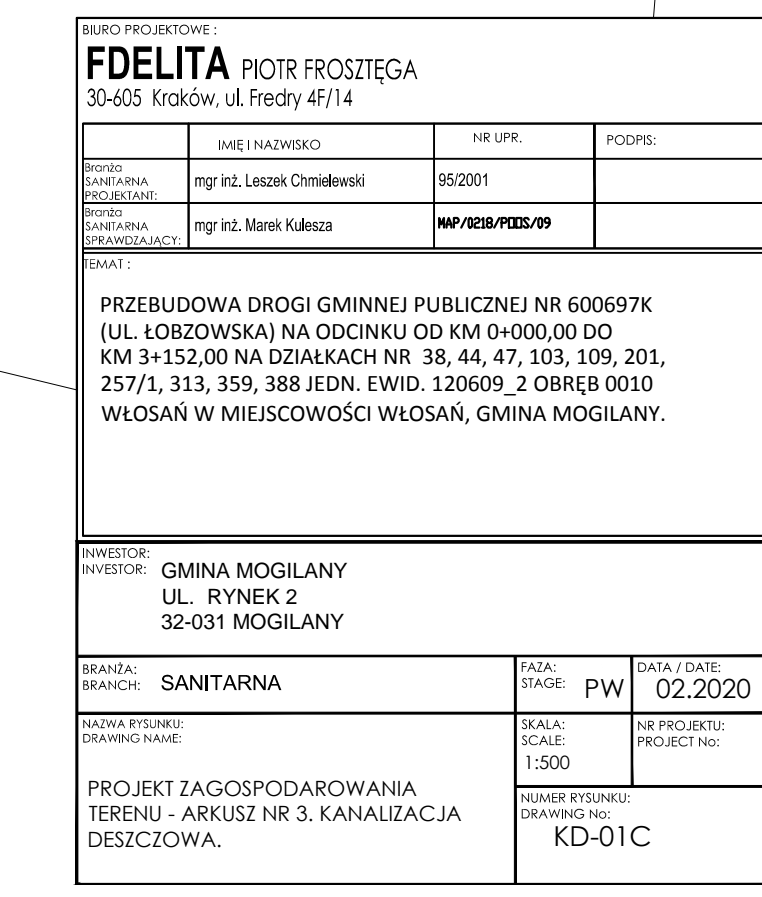 BIURO PROJEKTOWE :
FDELITA PIOTR FROSZTĘGA
30-605 Kraków, ul. Fredry 4F/14
IMIĘ I NAZWISKO NR UPR. PODPIS:
Branża
SANITARNA
PROJEKTANT:
mgr inż. Leszek Chmielewski 95/2001
Branża
SANITARNA
SPRAWDZAJĄCY:
mgr inż. Marek Kulesza MAP/0218/POOS/09
TEMAT :
PRZEBUDOWA DROGI GMINNEJ PUBLICZNEJ NR 600697K
(UL. ŁOBZOWSKA) NA ODCINKU OD KM 0+000,00 DO
KM 3+152,00 NA DZIAŁKACH NR 38, 44, 47, 103, 109, 201,
257/1, 313, 359, 388 JEDN. EWID. 120609_2 OBRĘB 0010
WŁOSAŃ W MIEJSCOWOŚCI WŁOSAŃ, GMINA MOGILANY.
INWESTOR:
INVESTOR:
GMINA MOGILANY
UL. RYNEK 2
32-031 MOGILANY
BRANŻA:
BRANCH: SANITARNA
FAZA:
STAGE: PW
DATA / DATE:
02.2020
NAZWA RYSUNKU:
DRAWING NAME:
PROJEKT ZAGOSPODAROWANIA
TERENU - ARKUSZ NR 3. KANALIZACJA
DESZCZOWA.
SKALA:
SCALE:
1:500
NR PROJEKTU:
PROJECT No:
NUMER RYSUNKU:
DRAWING No:
KD-01C